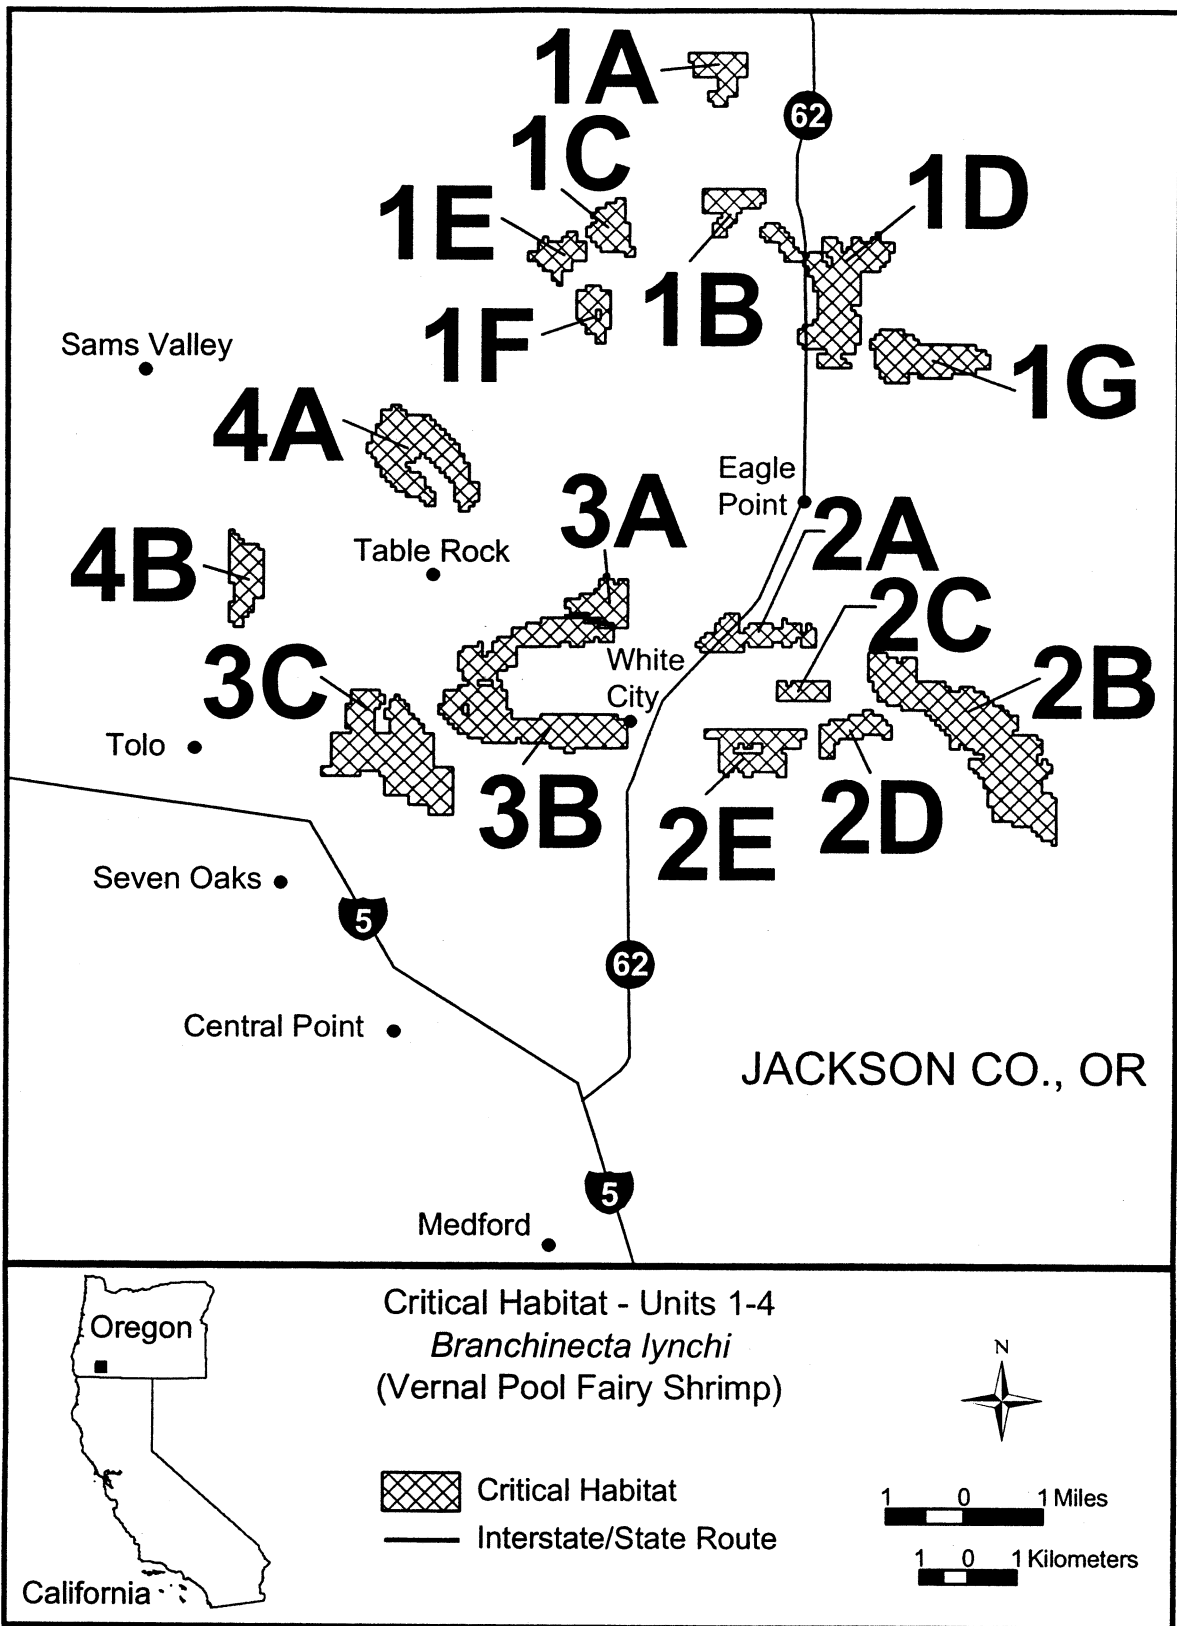 1A
62
1C
1D
1E
1B
1F
Sams Valley
1G
4A
Eagle
Point
3A
2A
4B
Table Rock
2C
White
City
3C
2B
Tolo
3B
2D
2E
Seven Oaks
5
62
Central Point
JACKSON CO., OR
5
Medford
Oregon
California
Critical Habitat - Units 1-4
Branchinecta lynchi
(Vernal Pool Fairy Shrimp)
Critical Habitat
Interstate/State Route
N
1 0 1 Miles
1 0 1 Kilometers